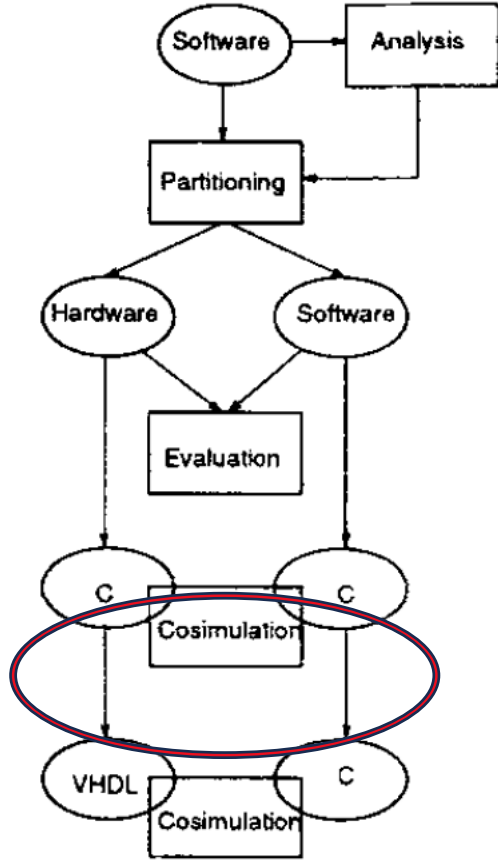 Software
Analysis
Partitioning
Hardware
Software
Evaluation
C
C
Cosimulation
VHDL
C
Cosimulation